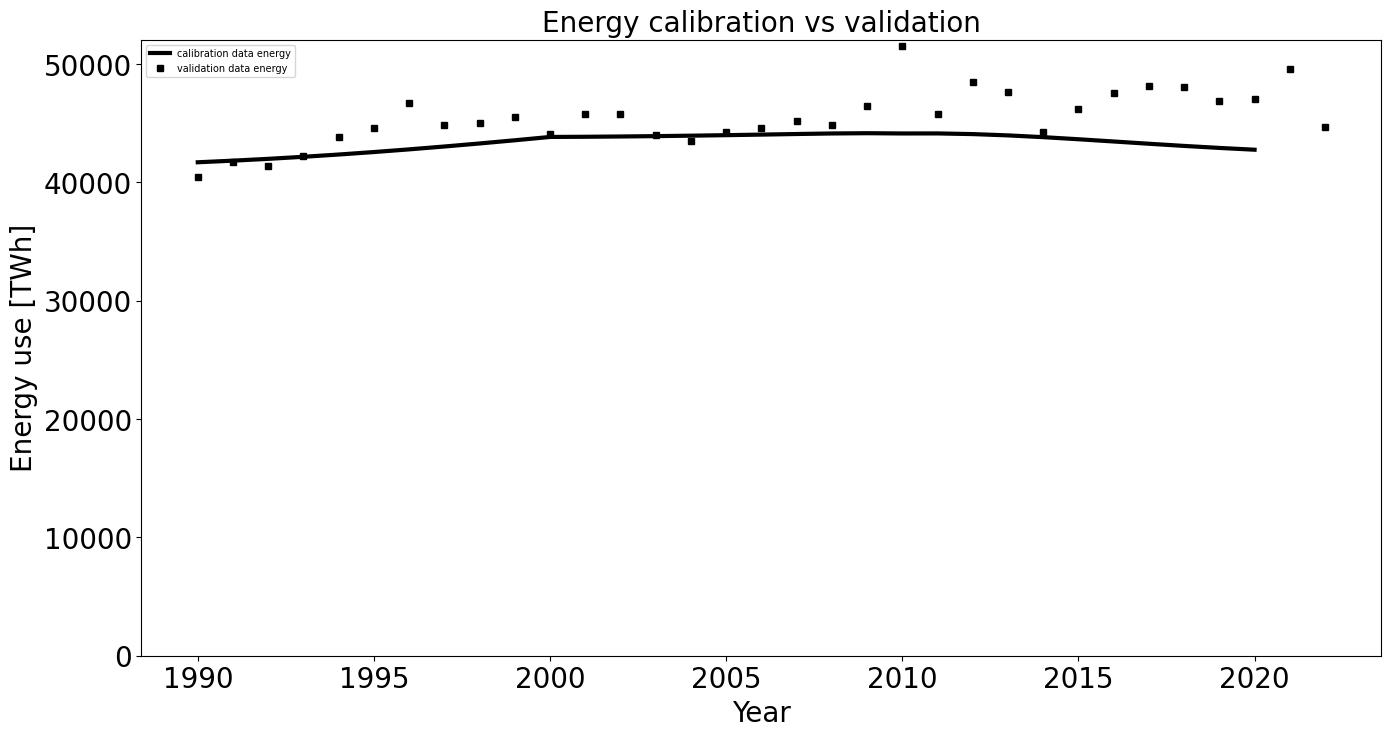 Energy calibration vs validation
calibration data energy
validation data energy
50000
40000
30000
20000
10000
0
Energy use [TWh]
1990 1995 2000 2005 2010 2015 2020
Year